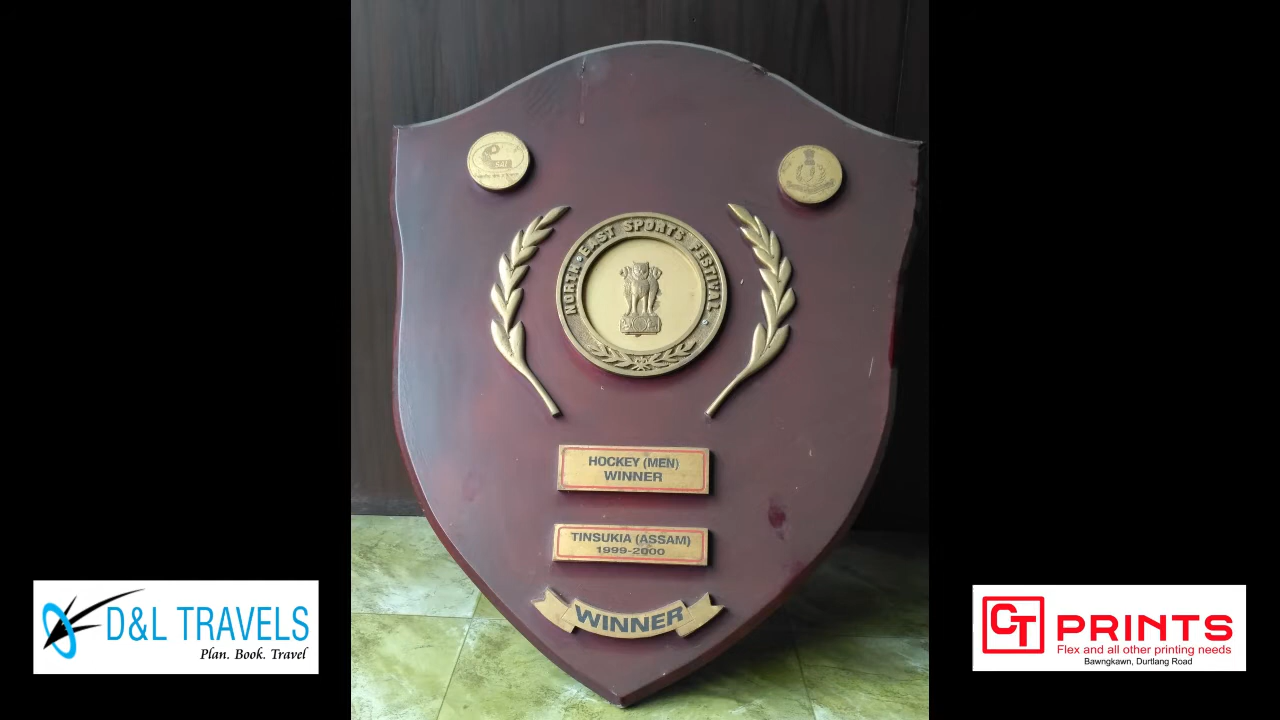 NORTH EAST SPORTS FESTIVAL
HOCKEY (MEN)
WINNER
TINSUKIA (ASSAM)
1999-2000
WINNER
D&L TRAVELS
Plan. Book. Travel
CT PRINTS
Flex and all other printing needs
Bawngkawn, Durtlang Road